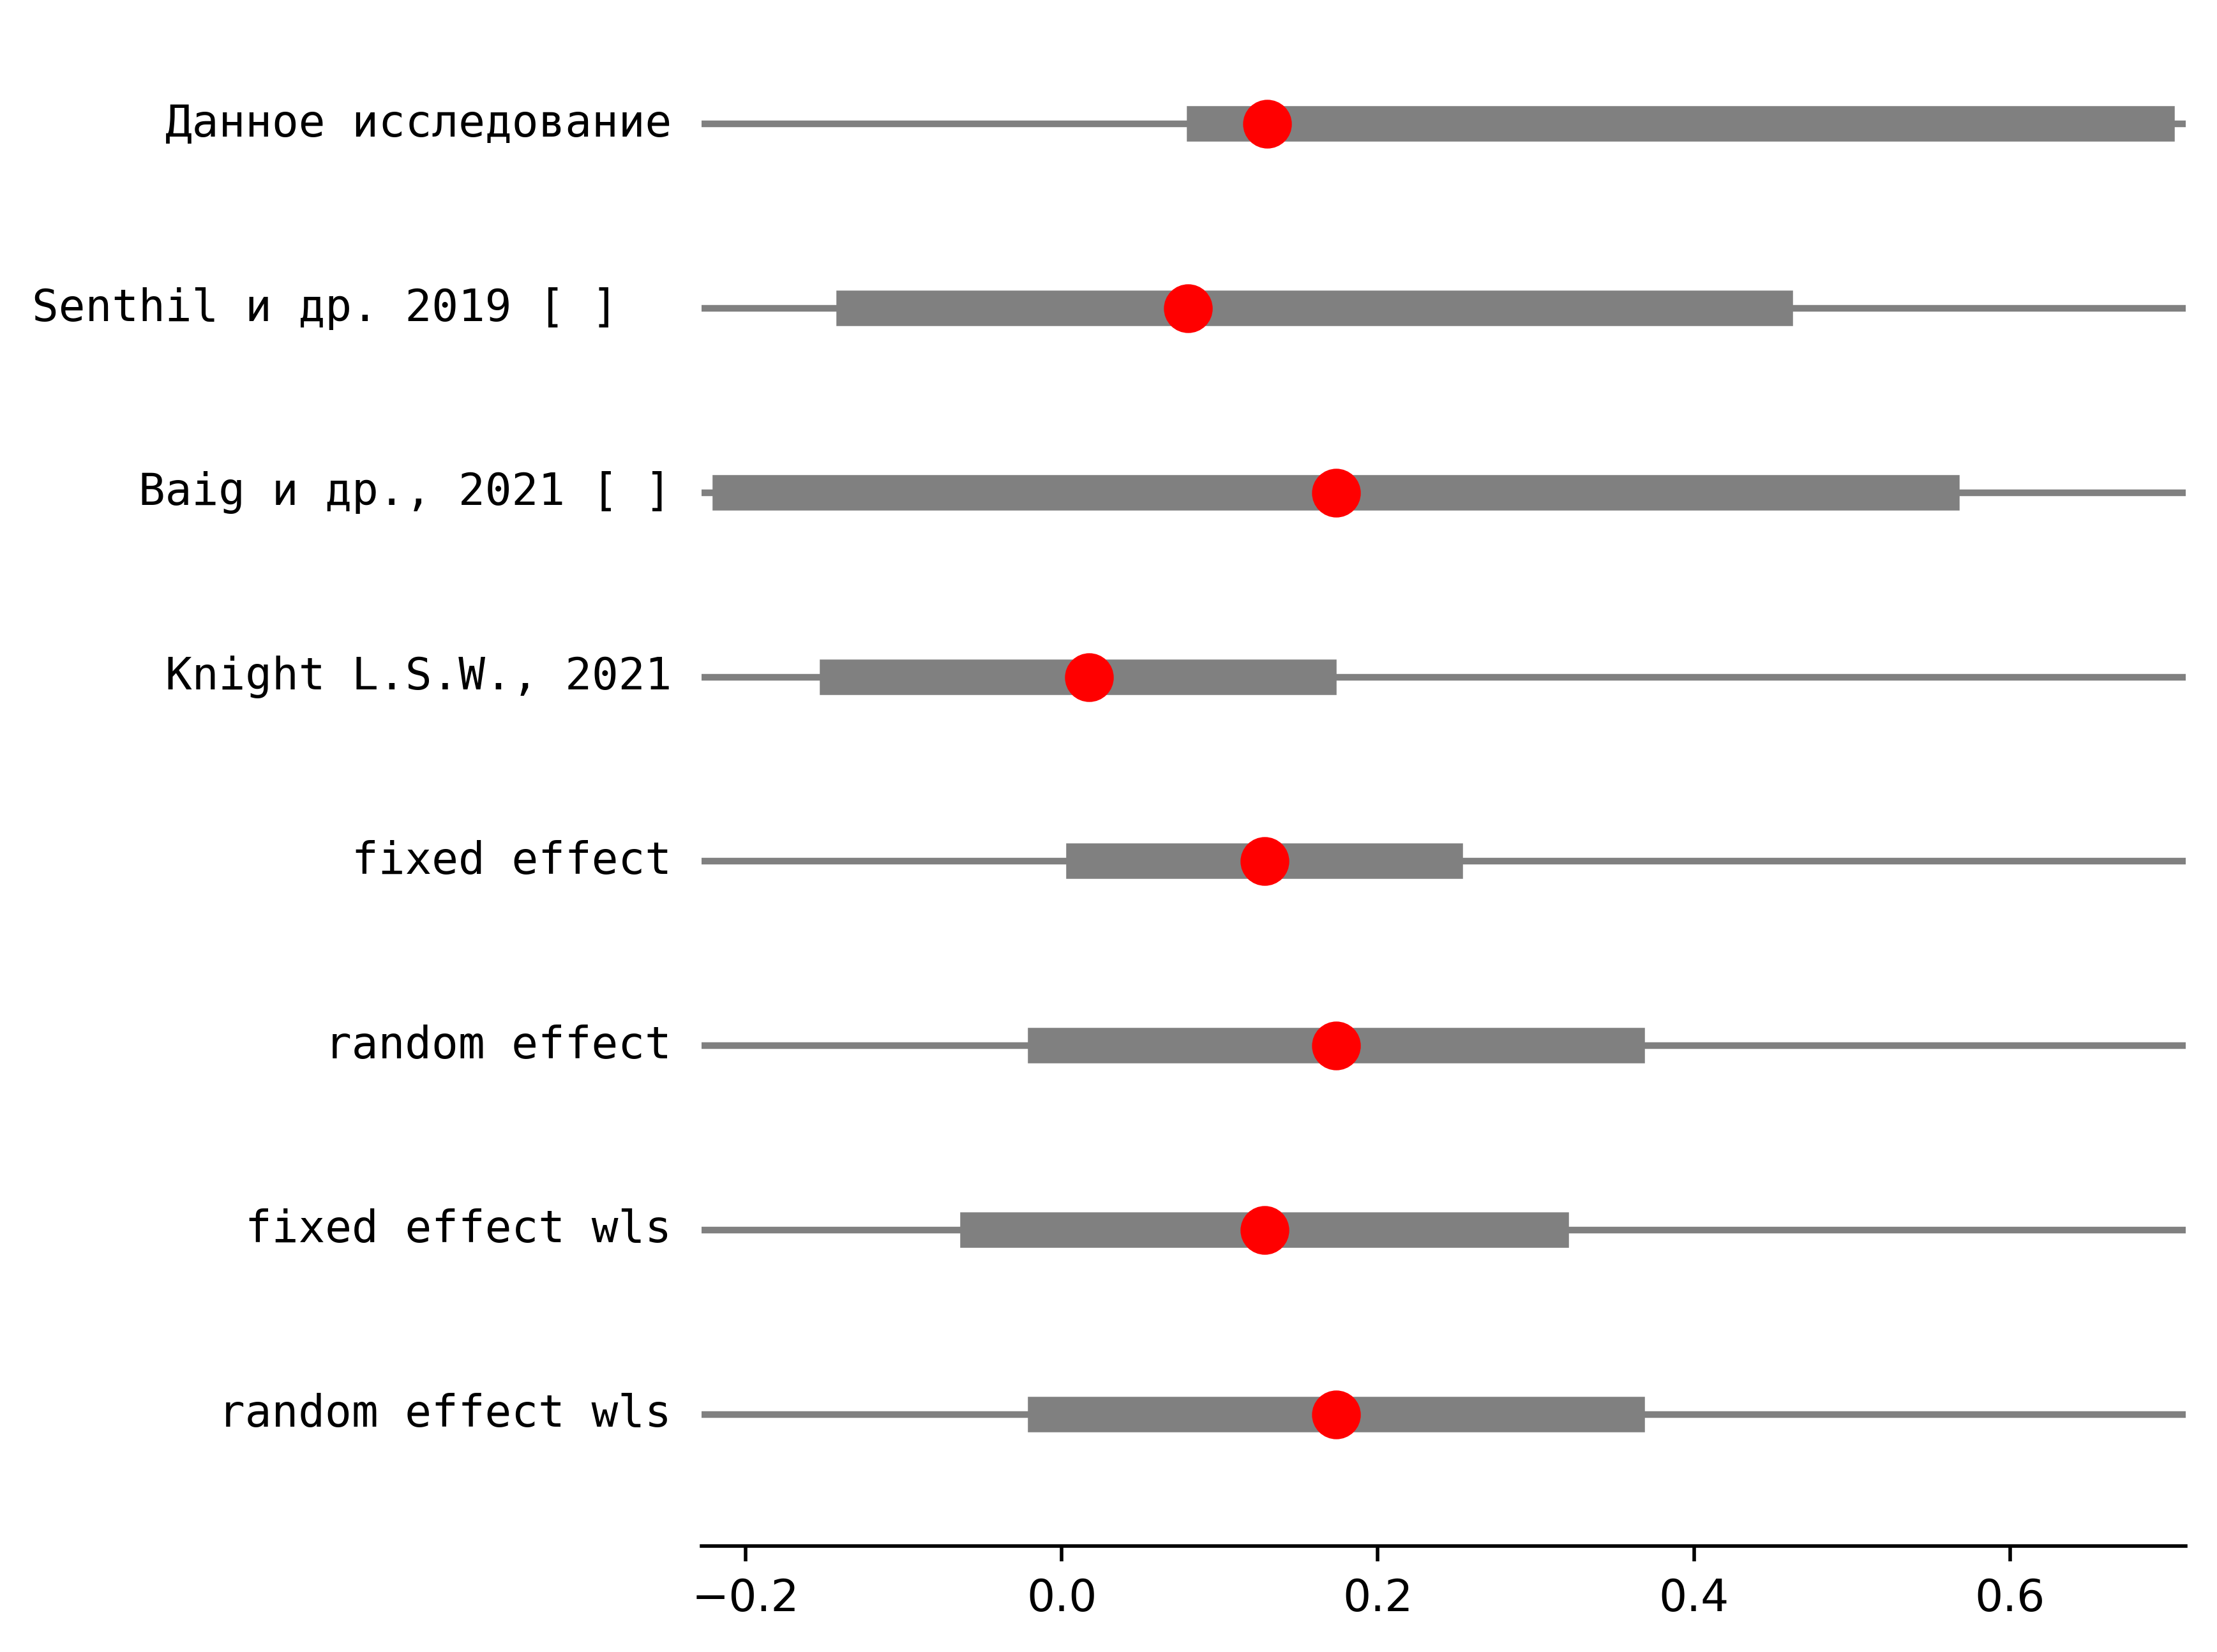 Данное исследование
Senthil и др. 2019 [ ]
Baig и др., 2021 [ ]
Knight L.S.W., 2021
fixed effect
random effect
fixed effect wls
random effect wls
−0.2 0.0 0.2 0.4 0.6